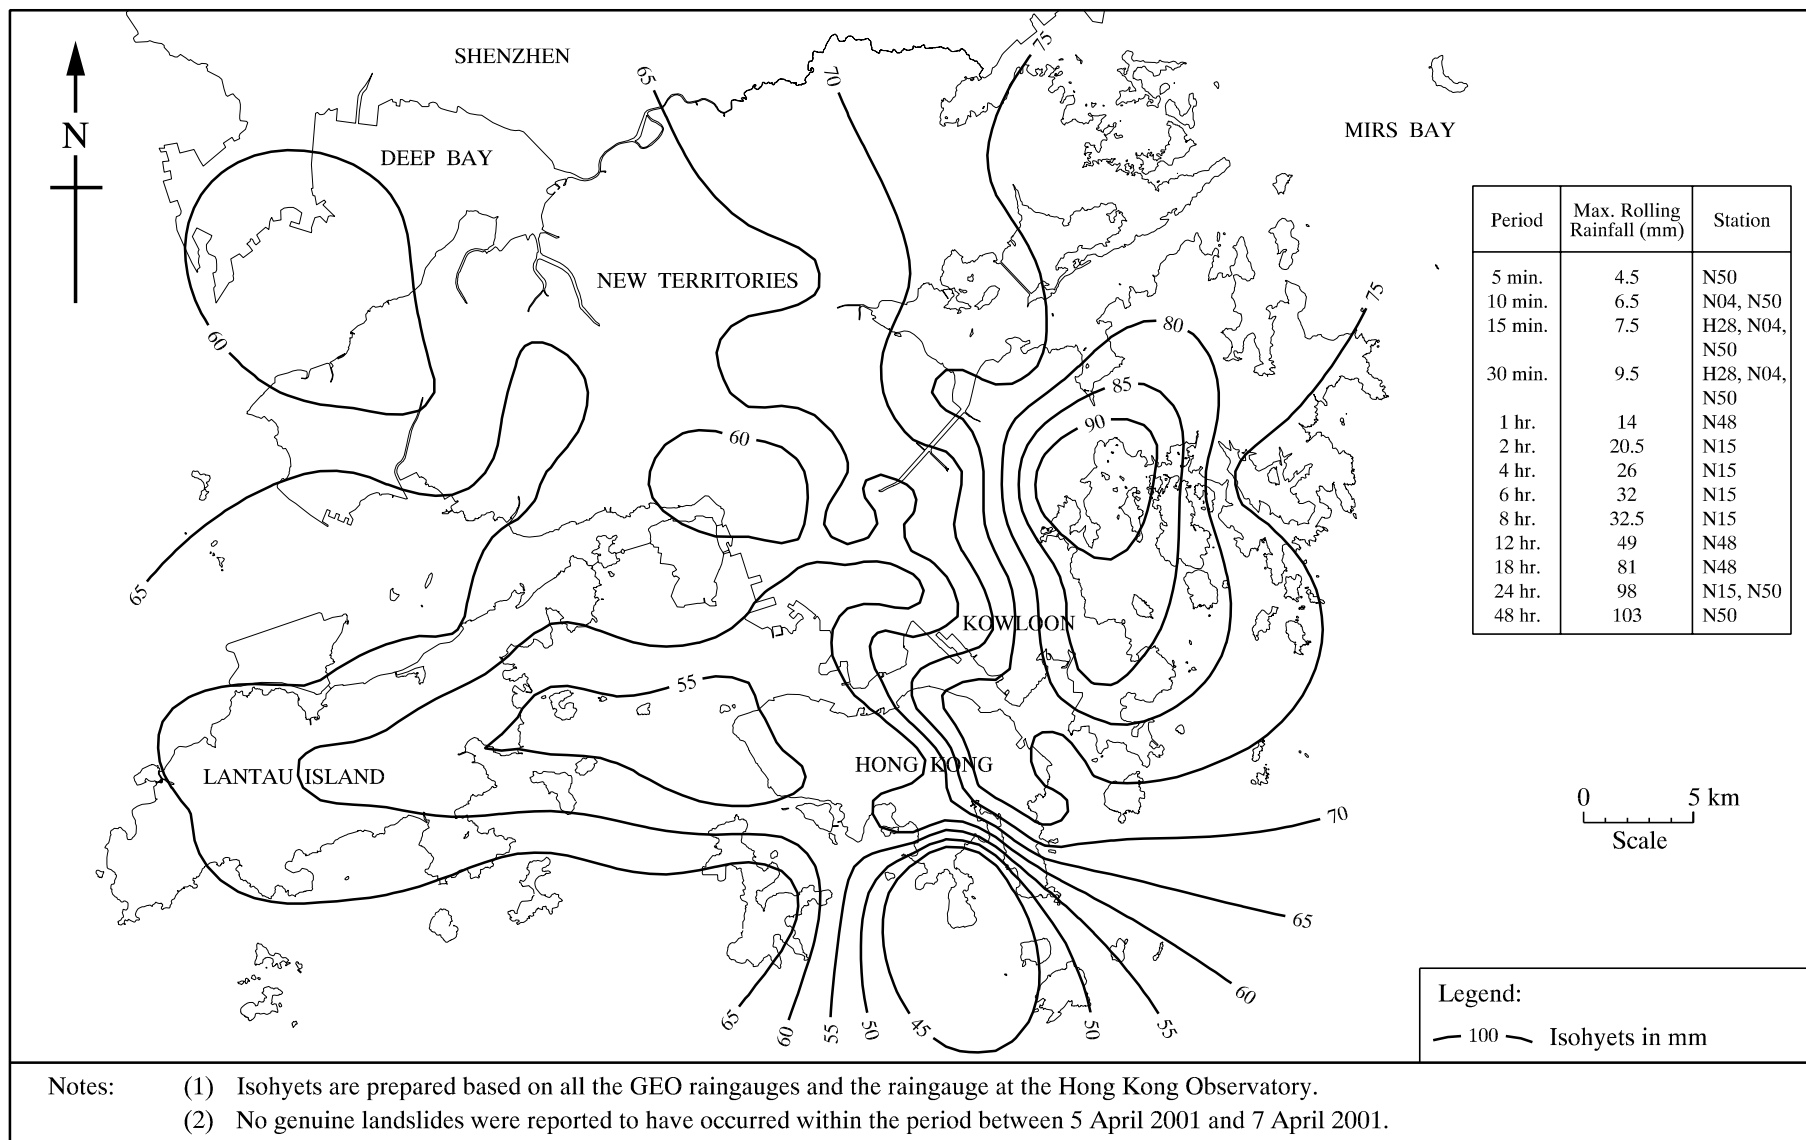 75
SHENZHEN
65
70
MIRS BAY
N
DEEP BAY
Period
Max. Rolling
Rainfall (mm)
Station
NEW TERRITORIES
5 min. 4.5 N50
10 min. 6.5 N04, N50
15 min. 7.5 H28, N04,
N50
30 min. 9.5 H28, N04,
N50
1 hr. 14 N48
2 hr. 20.5 N15
4 hr. 26 N15
6 hr. 32 N15
8 hr. 32.5 N15
12 hr. 49 N48
18 hr. 81 N48
24 hr. 98 N15, N50
48 hr. 103 N50
75
80
60
85
90
60
65
KOWLOON
55
HONG KONG
LANTAU ISLAND
0 5 km
Scale
70
65
60
65
60
55
50
45
50
55
Legend:
100 Isohyets in mm
Notes: (1) Isohyets are prepared based on all the GEO raingauges and the raingauge at the Hong Kong Observatory.
(2) No genuine landslides were reported to have occurred within the period between 5 April 2001 and 7 April 2001.